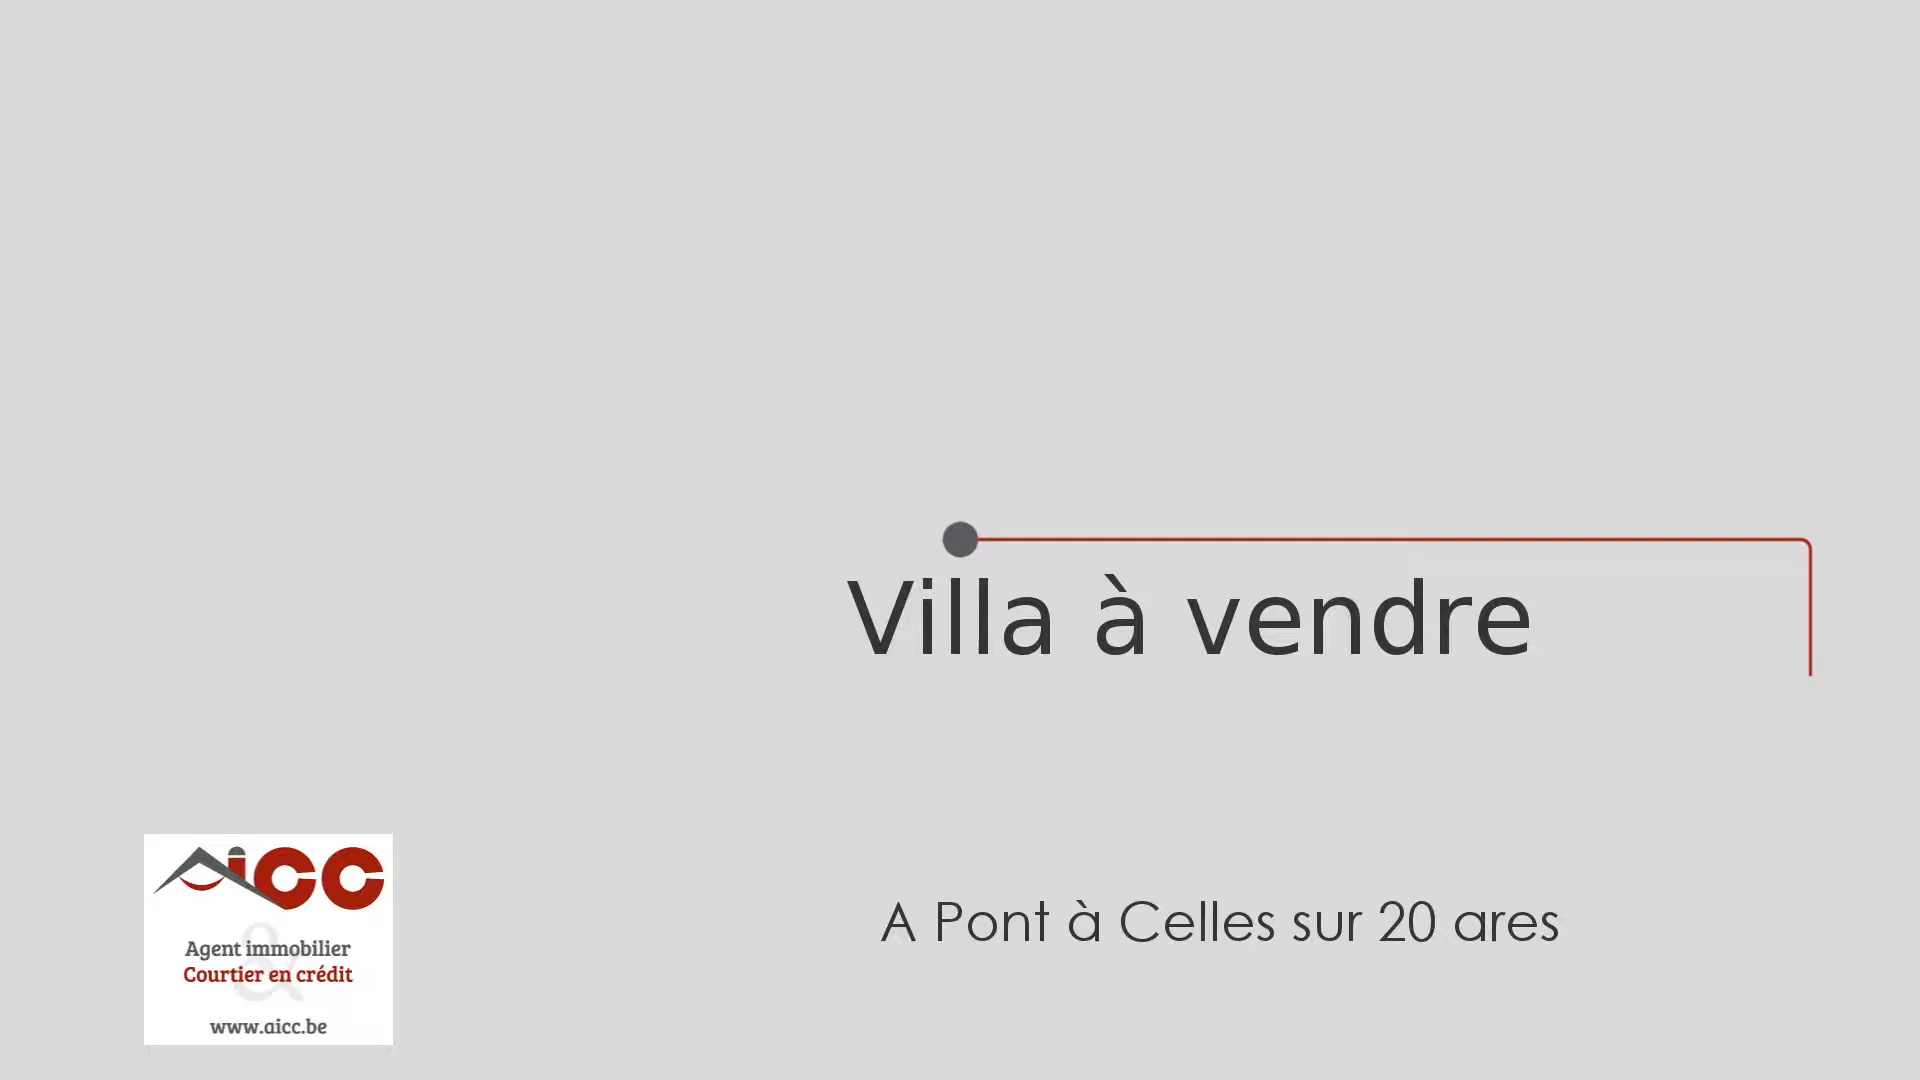 Villa à vendre
A Pont à Celles sur 20 ares
AiCC
&
Agent immobilier
Courtier en crédit
www.aicc.be